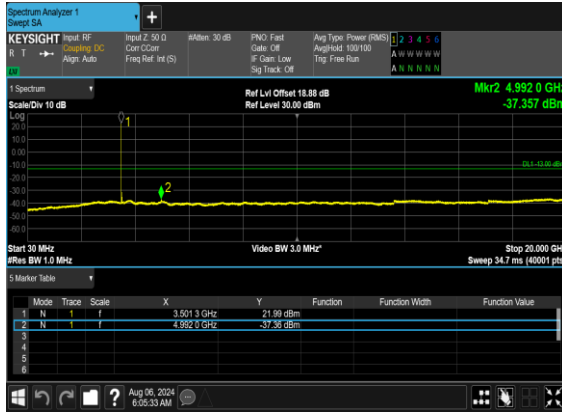 Spectrum Analyzer 1
Swept SA
+
KEYSIGHT Input: RF Input Z: 50 Ω #Atten: 30 dB PNO: Fast Avg Type: Power (RMS) 1 2 3 4 5 6
R T Coupling: DC Corr CCorr Gate: Off Avg|Hold: 100/100 A W W W W W
Align: Auto Freq Ref: Int (S) IF Gain: Low Trig: Free Run
LXI Sig Track: Off A N N N N N
1 Spectrum Ref Lvl Offset 18.88 dB Mkr2 4.992 0 GHz
Scale/Div 10 dB Ref Level 30.00 dBm -37.357 dBm
Log
20.0
10.0
0.00
-10.0
-20.0
-30.0
-40.0
-50.0
-60.0
1
2
DL1 -13.00 dBm
Start 30 MHz Video BW 3.0 MHz* Stop 20.000 GHz
#Res BW 1.0 MHz Sweep 34.7 ms (40001 pts)
5 Marker Table
Mode Trace Scale X Y Function Function Width Function Value
1 N 1 f 3.501 3 GHz 21.99 dBm
2 N 1 f 4.992 0 GHz -37.36 dBm
3
4
5
6
? Aug 06, 2024
6:05:33 AM